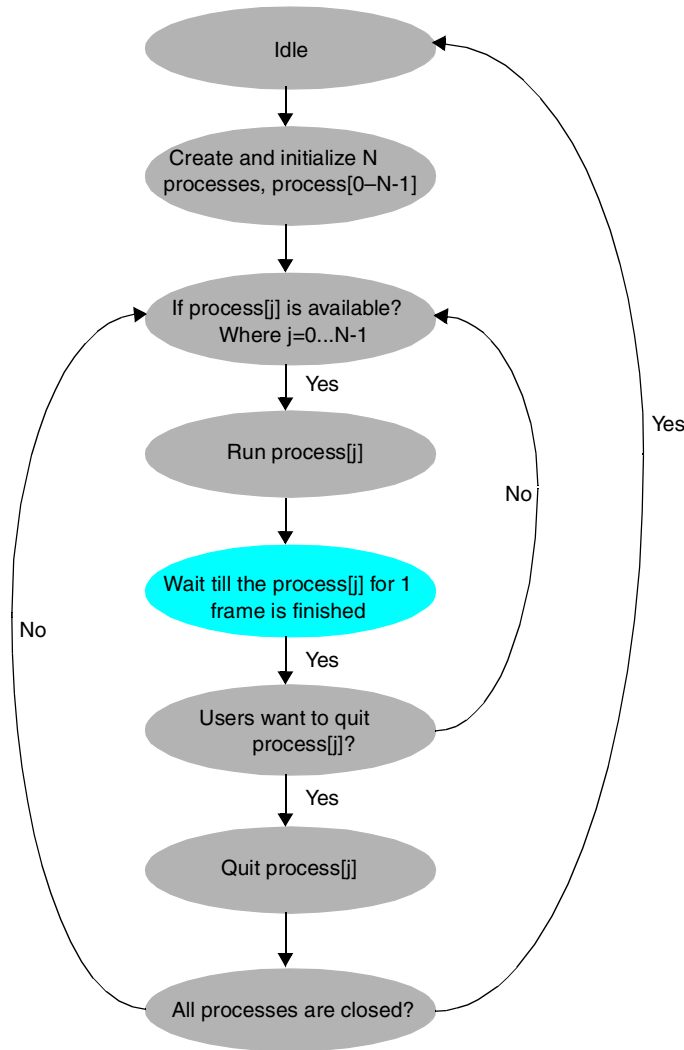 Idle
Create and initialize N
processes, process[0–N-1]
If process[j] is available?
Where j=0...N-1
Yes
Run process[j]
Yes
No
Wait till the process[j] for 1
frame is finished
No
Yes
Users want to quit
process[j]?
Yes
Quit process[j]
All processes are closed?